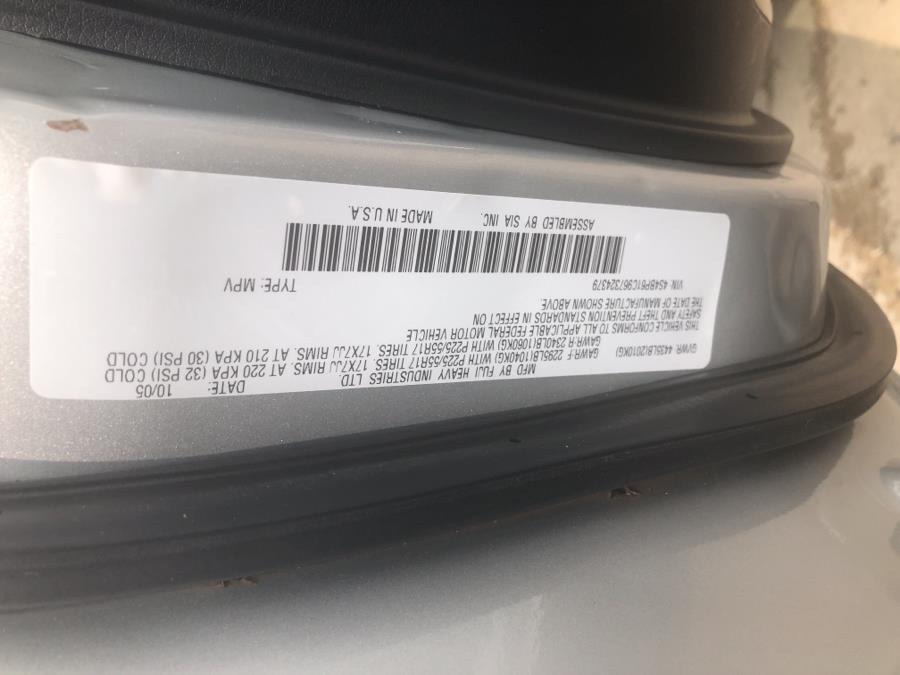 MFD BY FUJI HEAVY INDUSTRIES LTD. DATE: 10/05
GVWR: 4435LB(2010KG)
GAWR-F: 2295LB(1040KG) WITH P225/55R17 TIRES. 17X7JJ RIMS. AT 220 KPA (32 PSI) COLD
GAWR-R: 2340LB(1060KG) WITH P225/55R17 TIRES. 17X7JJ RIMS. AT 210 KPA (30 PSI) COLD
THIS VEHICLE CONFORMS TO ALL APPLICABLE FEDERAL MOTOR VEHICLE
SAFETY AND THEFT PREVENTION STANDARDS IN EFFECT ON
THE DATE OF MANUFACTURE SHOWN ABOVE.
VIN: 4S4BP61C967324379 TYPE: MPV
ASSEMBLED BY SIA INC. MADE IN U.S.A.